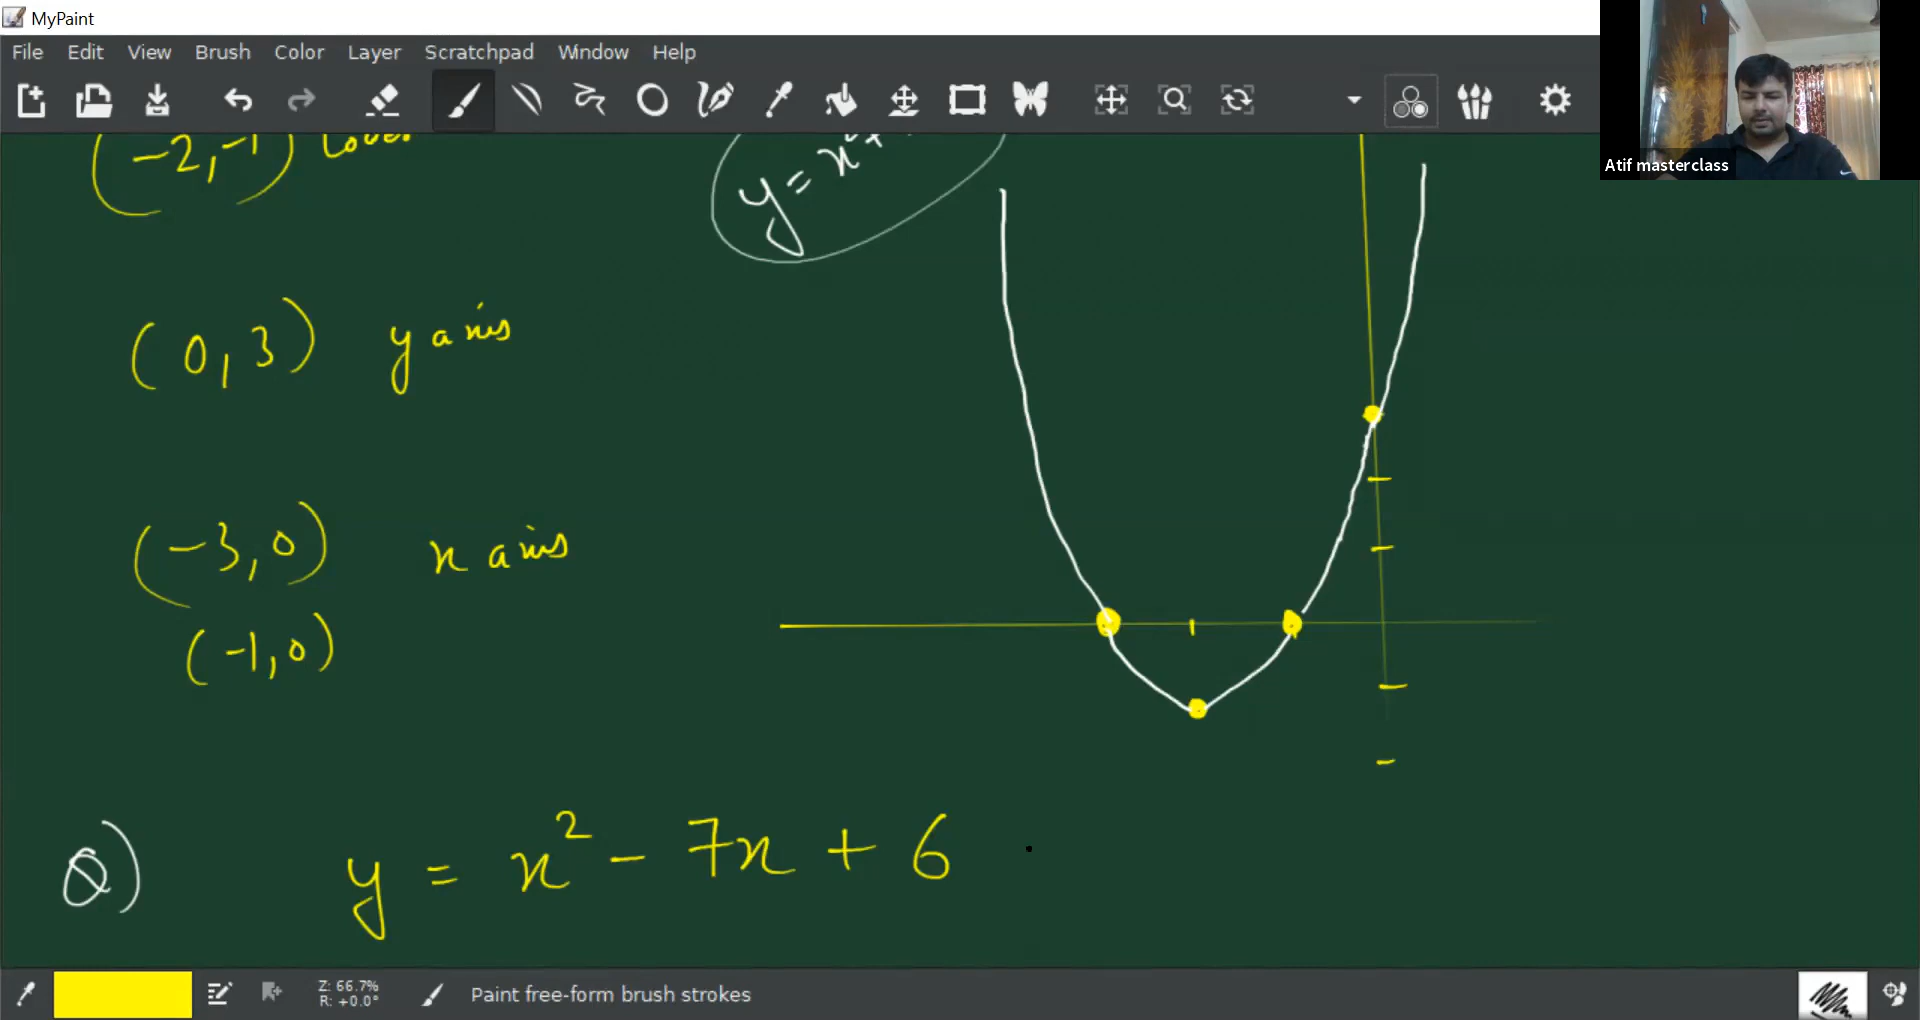 MyPaint
File Edit View Brush Color Layer Scratchpad Window Help
Atif masterclass
(-2,-1)
y = x²+
(0,3) y axis
(-3,0) x axis
(-1,0)
Q) y = x² - 7x + 6
Z: 66.7%
R: +0.0°
Paint free-form brush strokes